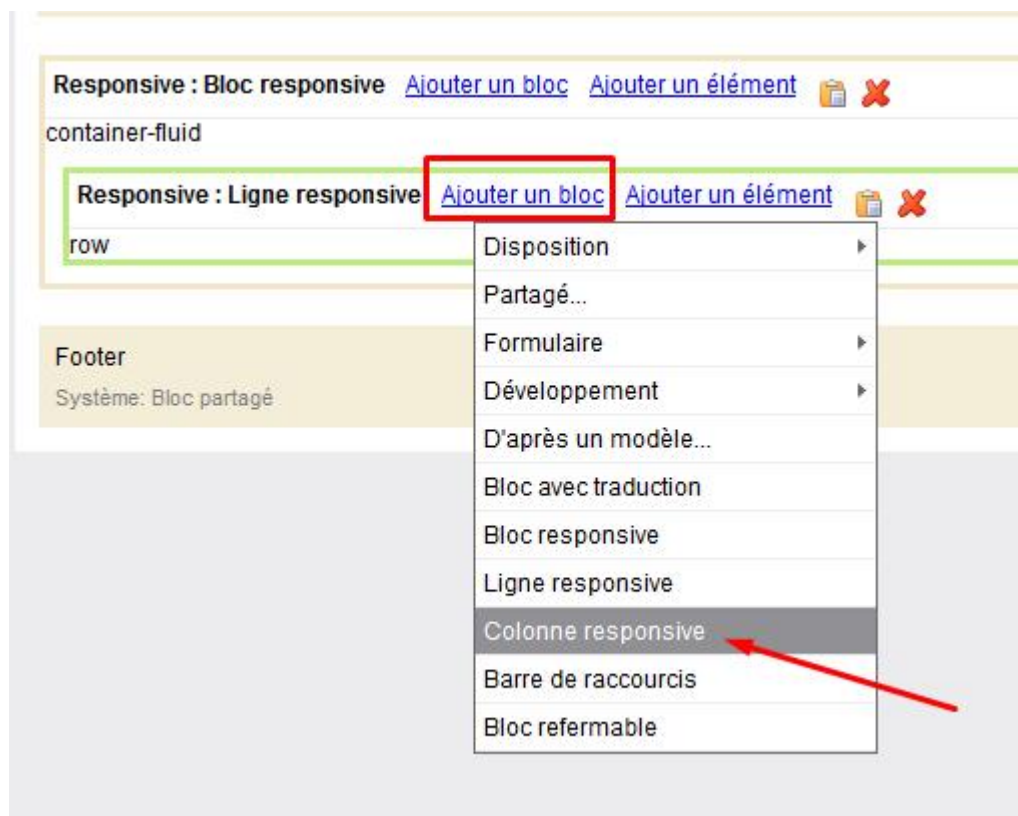 Responsive : Bloc responsive Ajouter un bloc Ajouter un élément
container-fluid
Responsive : Ligne responsive Ajouter un bloc Ajouter un élément
row
Disposition
Partagé...
Formulaire
Développement
D'après un modèle...
Bloc avec traduction
Bloc responsive
Ligne responsive
Colonne responsive
Barre de raccourcis
Bloc refermable
Footer
Système: Bloc partagé